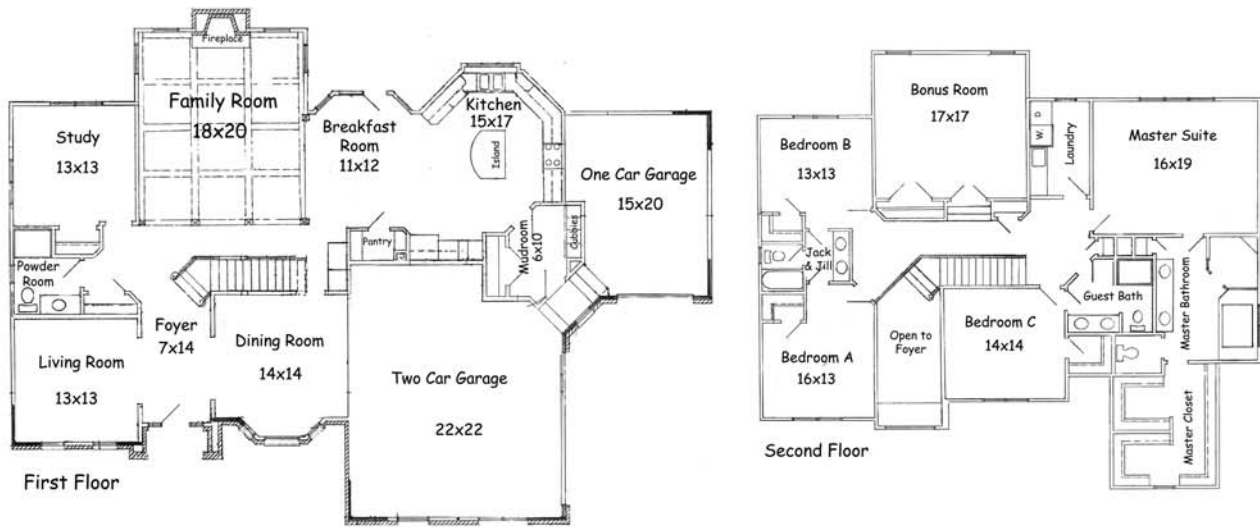 Fireplace
Family Room
18x20
Study
13x13
Breakfast
Room
11x12
Kitchen
15x17
Island
One Car Garage
15x20
Pantry
Mudroom
6x10
Cubbies
Powder
Room
Foyer
7x14
Living Room
13x13
Dining Room
14x14
Two Car Garage
22x22
First Floor
Bonus Room
17x17
D
W.
Laundry
Master Suite
16x19
Bedroom B
13x13
Jack
& Jill
Guest Bath
Master Bathroom
Open to
Foyer
Bedroom C
14x14
Bedroom A
16x13
Master Closet
Second Floor